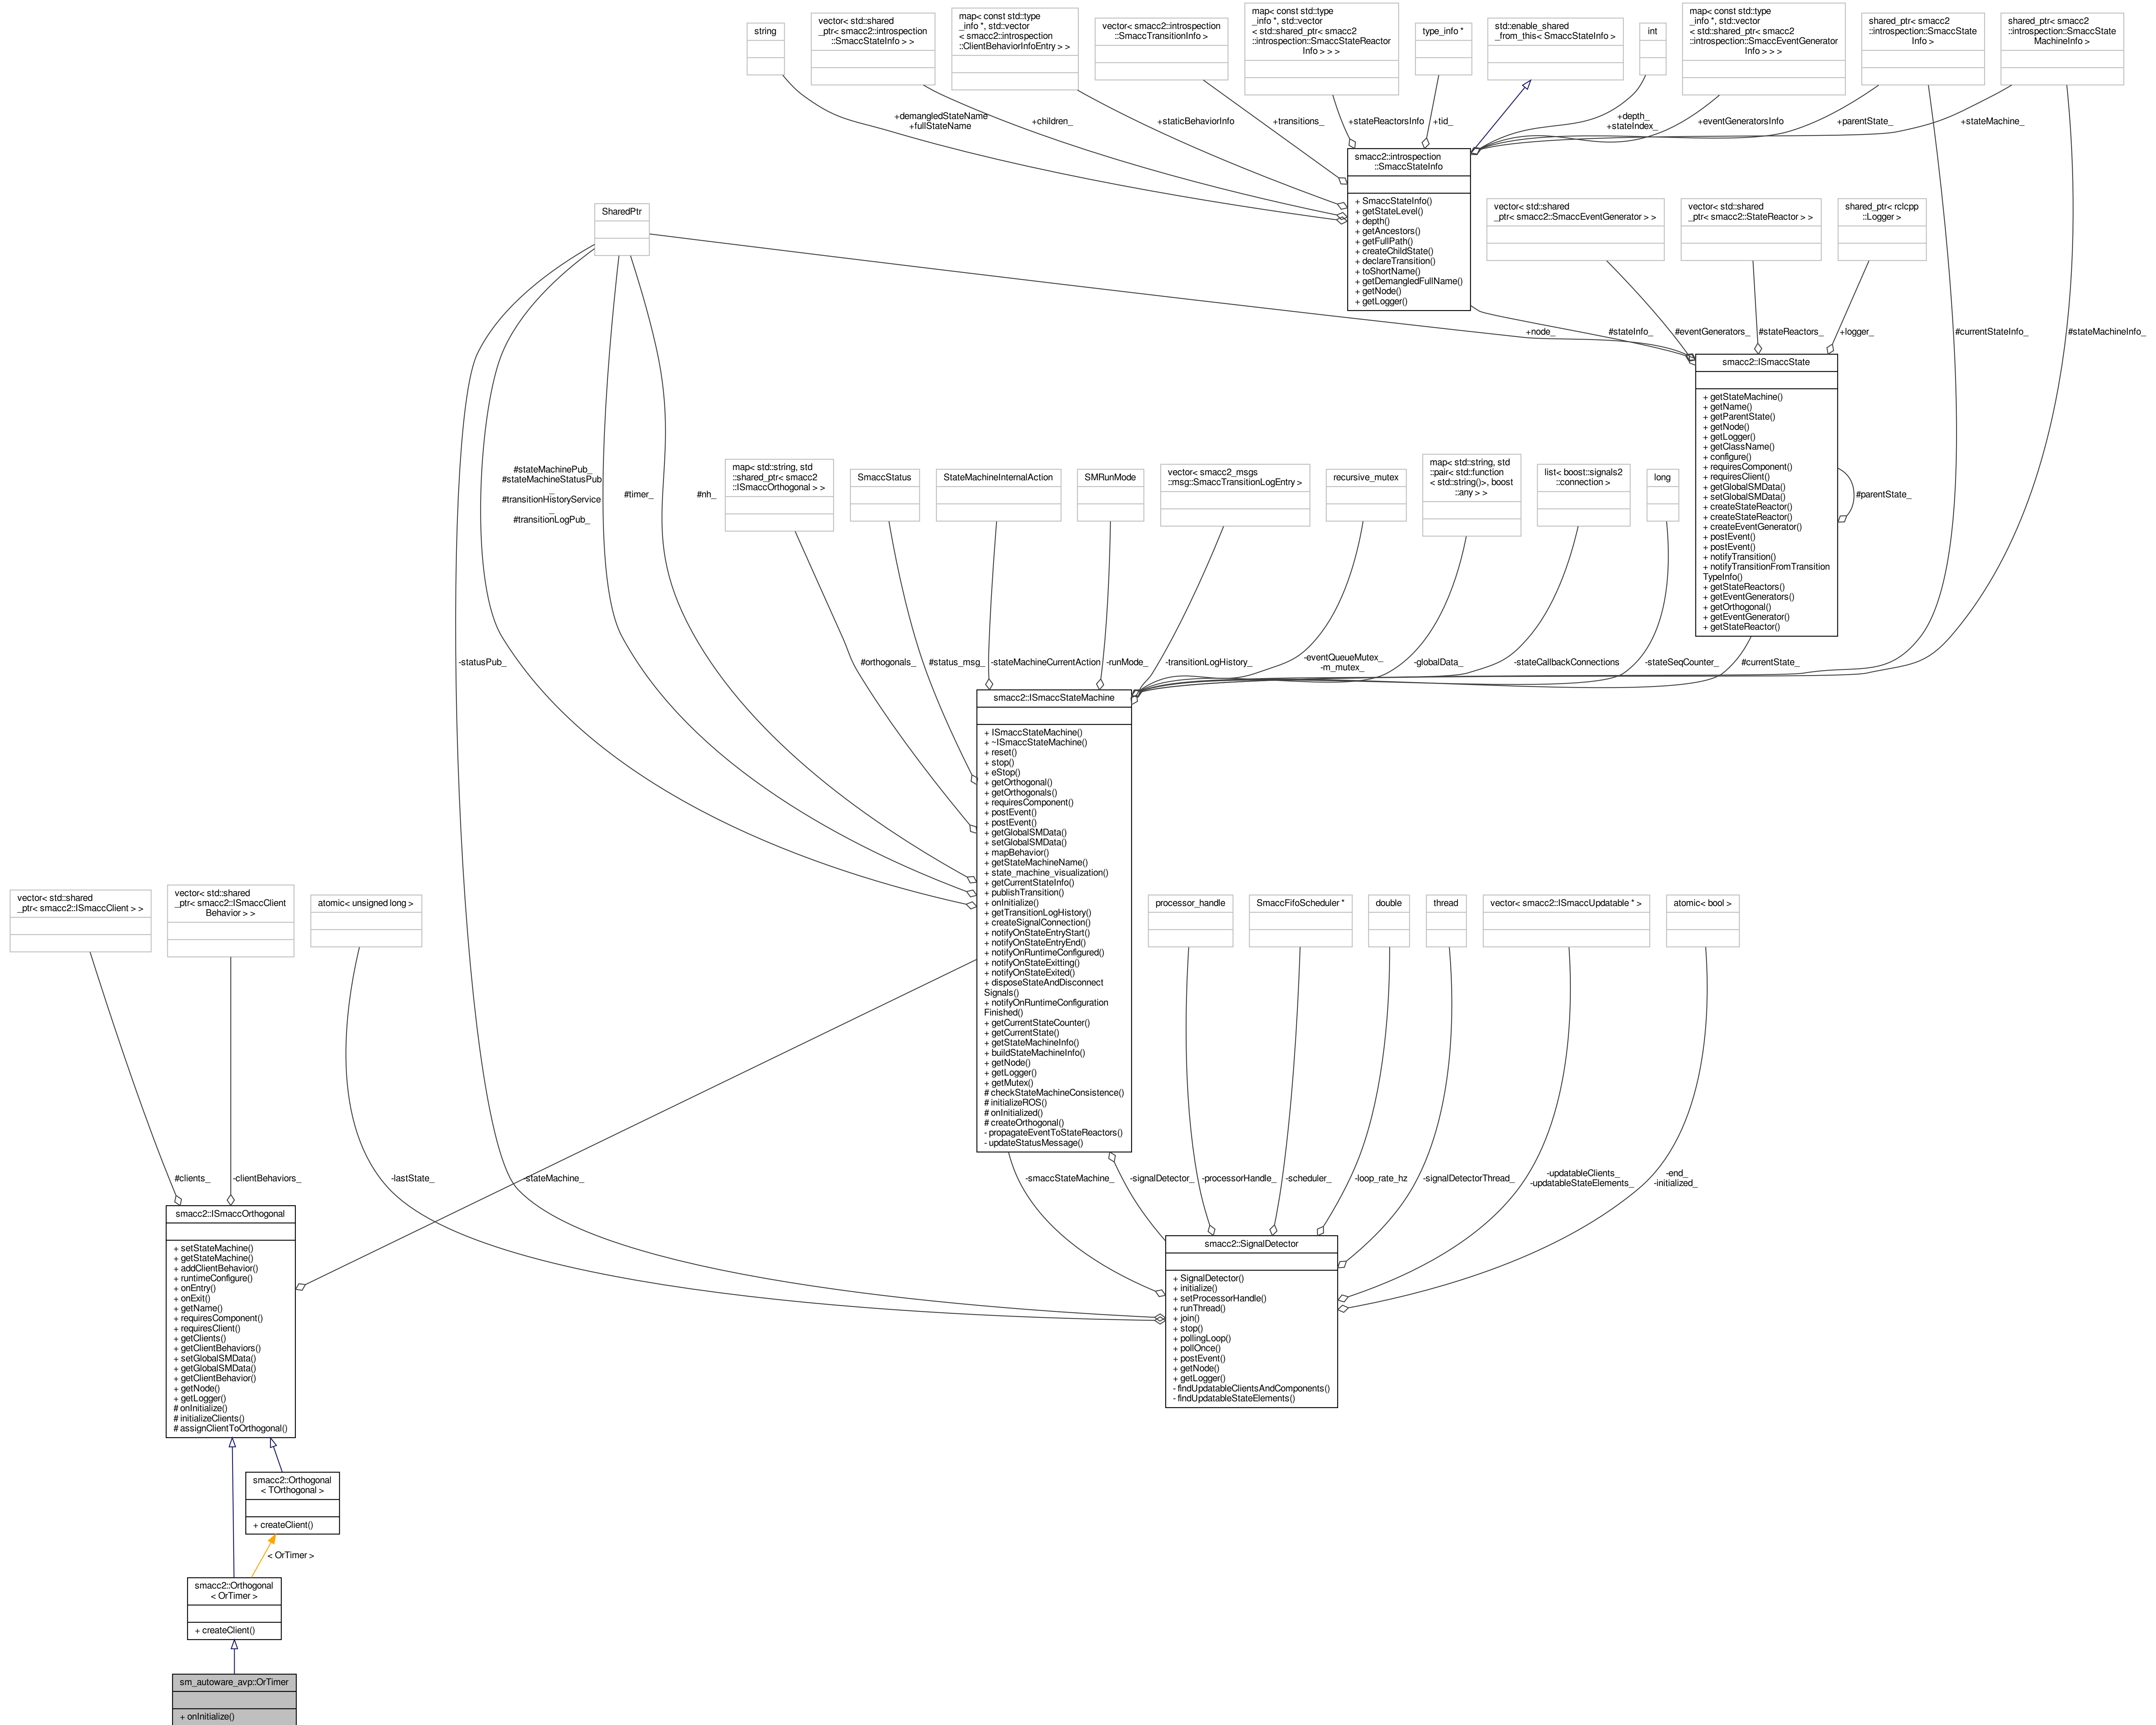 string
vector< std::shared
_ptr< smacc2::introspection
::SmaccStateInfo > >
map< const std::type
_info *, std::vector
< smacc2::introspection
::ClientBehaviorInfoEntry > >
vector< smacc2::introspection
::SmaccTransitionInfo >
map< const std::type
_info *, std::vector
< std::shared_ptr< smacc2
::introspection::SmaccStateReactor
Info > > >
type_info *
std::enable_shared
_from_this< SmaccStateInfo >
int
map< const std::type
_info *, std::vector
< std::shared_ptr< smacc2
::introspection::SmaccEventGenerator
Info > > >
shared_ptr< smacc2
::introspection::SmaccState
Info >
shared_ptr< smacc2
::introspection::SmaccState
MachineInfo >
+demangledStateName
+fullStateName
+children_
+staticBehaviorInfo
+transitions_
+stateReactorsInfo
+tid_
+depth_
+stateIndex_
+eventGeneratorsInfo
+parentState_
+stateMachine_
smacc2::introspection
::SmaccStateInfo
+ SmaccStateInfo()
+ getStateLevel()
+ depth()
+ getAncestors()
+ getFullPath()
+ createChildState()
+ declareTransition()
+ toShortName()
+ getDemangledFullName()
+ getNode()
+ getLogger()
SharedPtr
vector< std::shared
_ptr< smacc2::SmaccEventGenerator > >
vector< std::shared
_ptr< smacc2::StateReactor > >
shared_ptr< rclcpp
::Logger >
+node_
#stateInfo_
#eventGenerators_
#stateReactors_
+logger_
#currentStateInfo_
#stateMachineInfo_
smacc2::ISmaccState
+ getStateMachine()
+ getName()
+ getParentState()
+ getNode()
+ getLogger()
+ getClassName()
+ configure()
+ requiresComponent()
+ requiresClient()
+ getGlobalSMData()
+ setGlobalSMData()
+ createStateReactor()
+ createStateReactor()
+ createEventGenerator()
+ postEvent()
+ postEvent()
+ notifyTransition()
+ notifyTransitionFromTransition
TypeInfo()
+ getStateReactors()
+ getEventGenerators()
+ getOrthogonal()
+ getEventGenerator()
+ getStateReactor()
#parentState_
#stateMachinePub_
#stateMachineStatusPub
_
#transitionHistoryService
_
#transitionLogPub_
#timer_
#nh_
map< std::string, std
::shared_ptr< smacc2
::ISmaccOrthogonal > >
SmaccStatus
StateMachineInternalAction
SMRunMode
vector< smacc2_msgs
::msg::SmaccTransitionLogEntry >
recursive_mutex
map< std::string, std
::pair< std::function
< std::string()>, boost
::any > >
list< boost::signals2
::connection >
long
-statusPub_
#orthogonals_
#status_msg_
-stateMachineCurrentAction
-runMode_
-transitionLogHistory_
-eventQueueMutex_
-m_mutex_
-globalData_
-stateCallbackConnections
-stateSeqCounter_
#currentState_
smacc2::ISmaccStateMachine
+ ISmaccStateMachine()
+ ~ISmaccStateMachine()
+ reset()
+ stop()
+ eStop()
+ getOrthogonal()
+ getOrthogonals()
+ requiresComponent()
+ postEvent()
+ postEvent()
+ getGlobalSMData()
+ setGlobalSMData()
+ mapBehavior()
+ getStateMachineName()
+ state_machine_visualization()
+ getCurrentStateInfo()
+ publishTransition()
+ onInitialize()
+ getTransitionLogHistory()
+ createSignalConnection()
+ notifyOnStateEntryStart()
+ notifyOnStateEntryEnd()
+ notifyOnRuntimeConfigured()
+ notifyOnStateExitting()
+ notifyOnStateExited()
+ disposeStateAndDisconnect
Signals()
+ notifyOnRuntimeConfiguration
Finished()
+ getCurrentStateCounter()
+ getCurrentState()
+ getStateMachineInfo()
+ buildStateMachineInfo()
+ getNode()
+ getLogger()
+ getMutex()
# checkStateMachineConsistence()
# initializeROS()
# onInitialized()
# createOrthogonal()
- propagateEventToStateReactors()
- updateStatusMessage()
vector< std::shared
_ptr< smacc2::ISmaccClient > >
vector< std::shared
_ptr< smacc2::ISmaccClient
Behavior > >
atomic< unsigned long >
processor_handle
SmaccFifoScheduler *
double
thread
vector< smacc2::ISmaccUpdatable * >
atomic< bool >
#clients_
-clientBehaviors_
-lastState_
-stateMachine_
-smaccStateMachine_
-signalDetector_
-processorHandle_
-scheduler_
-loop_rate_hz
-signalDetectorThread_
-updatableClients_
-updatableStateElements_
-end_
-initialized_
smacc2::ISmaccOrthogonal
+ setStateMachine()
+ getStateMachine()
+ addClientBehavior()
+ runtimeConfigure()
+ onEntry()
+ onExit()
+ getName()
+ requiresComponent()
+ requiresClient()
+ getClients()
+ getClientBehaviors()
+ setGlobalSMData()
+ getGlobalSMData()
+ getClientBehavior()
+ getNode()
+ getLogger()
# onInitialize()
# initializeClients()
# assignClientToOrthogonal()
smacc2::SignalDetector
+ SignalDetector()
+ initialize()
+ setProcessorHandle()
+ runThread()
+ join()
+ stop()
+ pollingLoop()
+ pollOnce()
+ postEvent()
+ getNode()
+ getLogger()
- findUpdatableClientsAndComponents()
- findUpdatableStateElements()
smacc2::Orthogonal
< TOrthogonal >
+ createClient()
< OrTimer >
smacc2::Orthogonal
< OrTimer >
+ createClient()
sm_autoware_avp::OrTimer
+ onInitialize()